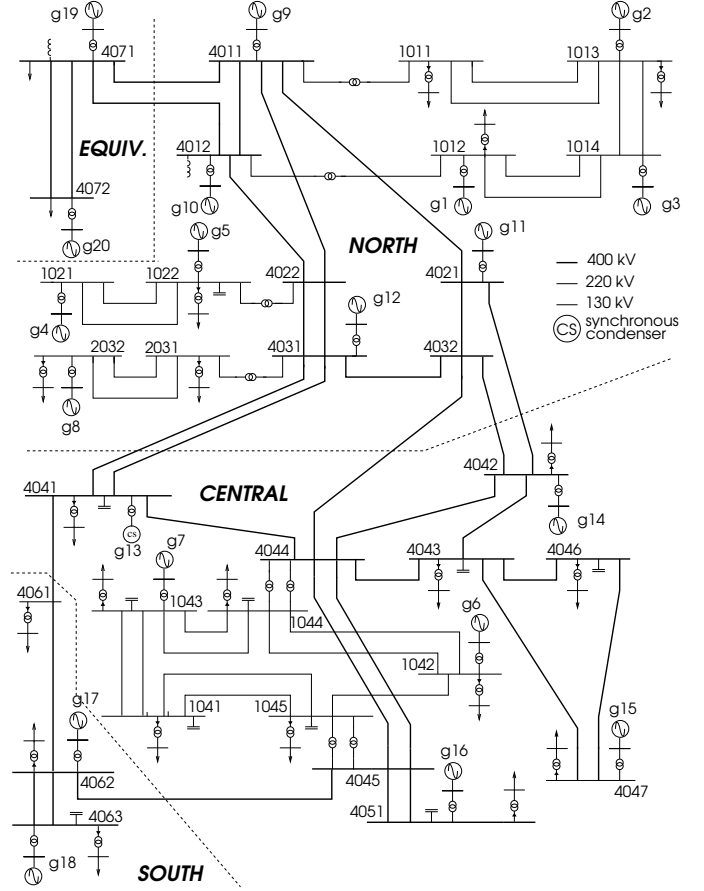 g19
g9
g2
4071
4011
1011
1013
EQUIV.
4012
1012
1014
4072
g10
g1
g3
g20
g5
NORTH
g11
1021
1022
4022
4021
400 kV
220 kV
130 kV
CS
synchronous
condenser
g12
g4
2032
2031
4031
4032
g8
4041
CENTRAL
4042
cs
g13
g7
4044
4043
4046
g14
4061
1043
1044
g6
1042
g17
1041
1045
g15
g16
4062
4045
4047
4063
4051
g18
SOUTH